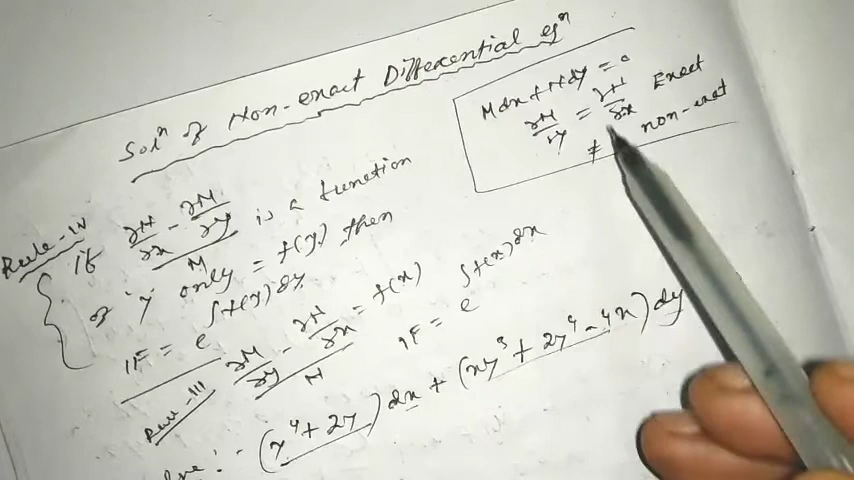 Solⁿ of Non-exact Differential eqⁿ
Mdx + Ndy = 0
∂M/∂y = ∂N/∂x Exact
≠ non-exat
Rule-IV
If (∂N/∂x - ∂M/∂y)/M is a function
of 'y only = f(y) then
IF = e^∫f(y)dy
Rule-III (∂M/∂y - ∂N/∂x)/N = f(x) IF = e^∫f(x)dx
:- (y⁴ + 2y)dx + (xy³ + 2y⁴ - 4x)dy